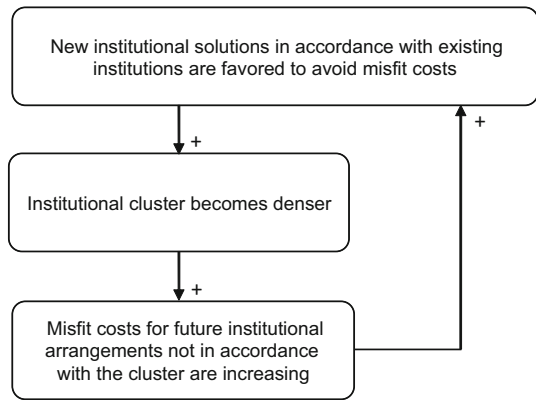 New institutional solutions in accordance with existing
institutions are favored to avoid misfit costs
+
+
Institutional cluster becomes denser
+
Misfit costs for future institutional
arrangements not in accordance
with the cluster are increasing